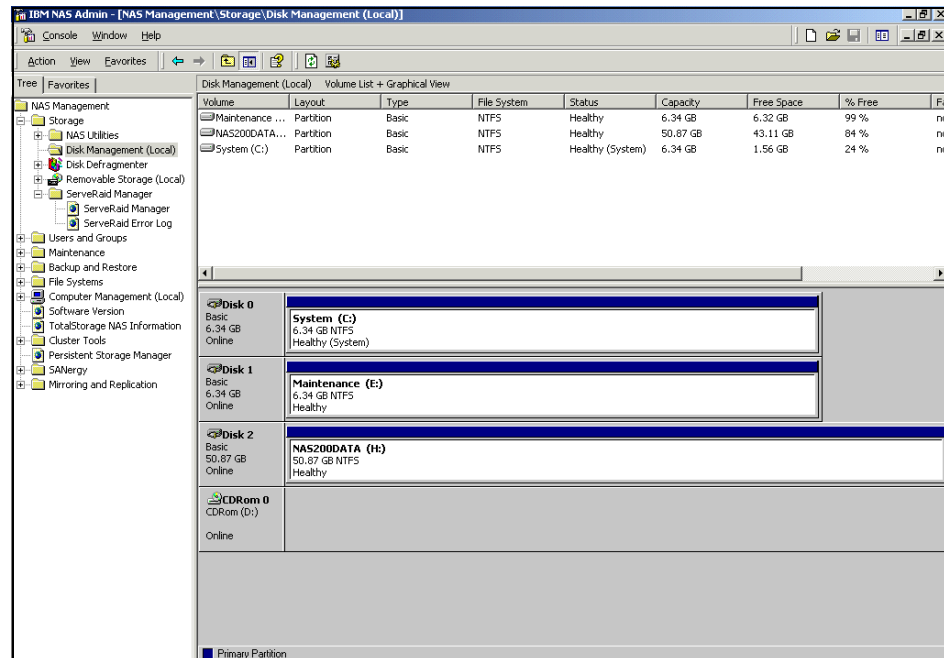 IBM NAS Admin - [NAS Management\Storage\Disk Management (Local)]
Console Window Help
Action View Favorites
Tree Favorites
Disk Management (Local) Volume List + Graphical View
NAS Management
Storage
NAS Utilities
Disk Management (Local)
Disk Defragmenter
Removable Storage (Local)
ServeRaid Manager
ServeRaid Manager
ServeRaid Error Log
Users and Groups
Maintenance
Backup and Restore
File Systems
Computer Management (Local)
Software Version
TotalStorage NAS Information
Cluster Tools
Persistent Storage Manager
SANergy
Mirroring and Replication
Volume Layout Type File System Status Capacity Free Space % Free
Maintenance ... Partition Basic NTFS Healthy 6.34 GB 6.32 GB 99 %
NAS200DATA... Partition Basic NTFS Healthy 50.87 GB 43.11 GB 84 %
System (C:) Partition Basic NTFS Healthy (System) 6.34 GB 1.56 GB 24 %
Disk 0
Basic
6.34 GB
Online
System (C:)
6.34 GB NTFS
Healthy (System)
Disk 1
Basic
6.34 GB
Online
Maintenance (E:)
6.34 GB NTFS
Healthy
Disk 2
Basic
50.87 GB
Online
NAS200DATA (H:)
50.87 GB NTFS
Healthy
CDRom 0
CDRom (D:)
Online
Primary Partition